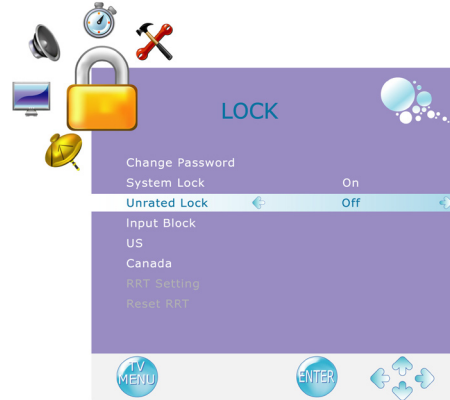 LOCK
Change Password
System Lock On
Unrated Lock Off
Input Block
US
Canada
RRT Setting
Reset RRT
TV
MENU
ENTER